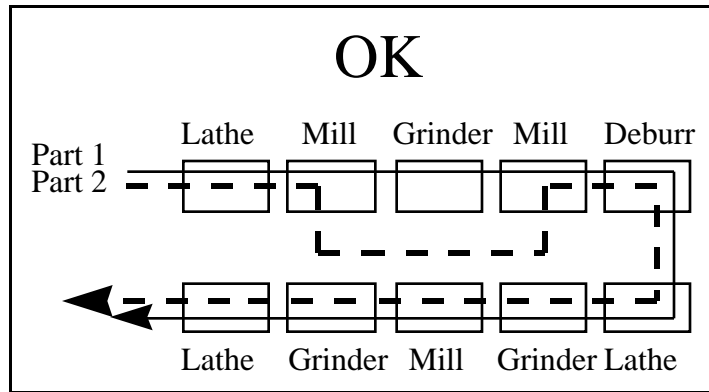 OK
Lathe Mill Grinder Mill Deburr
Part 1
Part 2
Lathe Grinder Mill Grinder Lathe